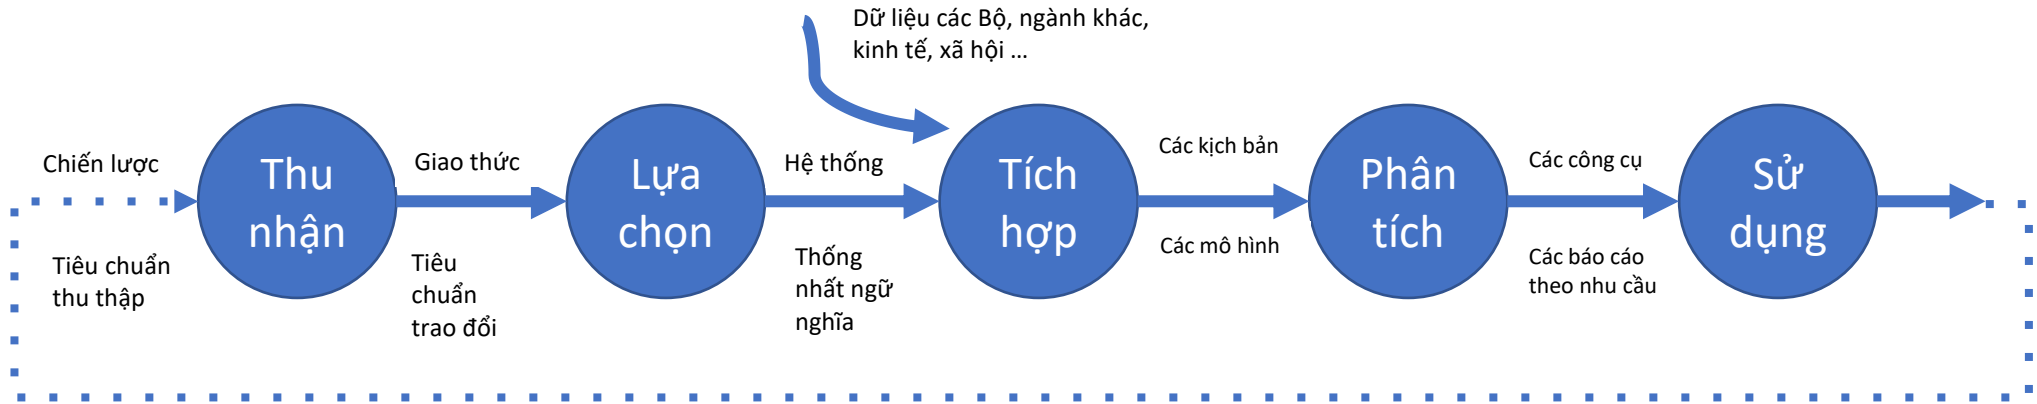 Dữ liệu các Bộ, ngành khác,
kinh tế, xã hội ...
Chiến lược
Tiêu chuẩn
thu thập
Thu
nhận
Giao thức
Tiêu
chuẩn
trao đổi
Lựa
chọn
Hệ thống
Thống
nhất ngữ
nghĩa
Tích
hợp
Các kịch bản
Các mô hình
Phân
tích
Các công cụ
Các báo cáo
theo nhu cầu
Sử
dụng